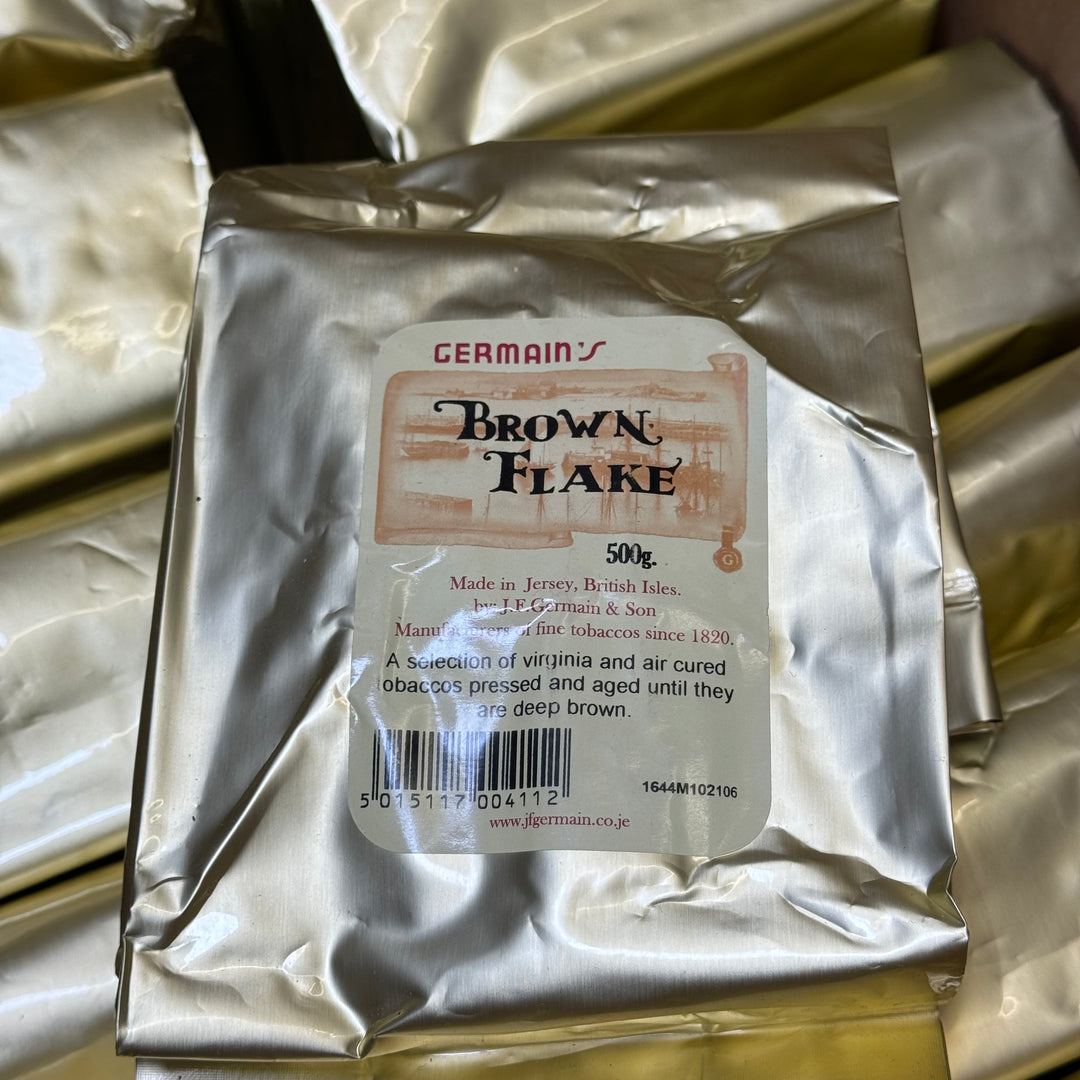 GERMAIN'S
BROWN
FLAKE
500g.
Made in Jersey, British Isles.
by: J.F.Germain & Son
Manufacturers of fine tobaccos since 1820.
A selection of virginia and air cured
tobaccos pressed and aged until they
are deep brown.
5 015117 004112
1644M102106
www.jfgermain.co.je
G